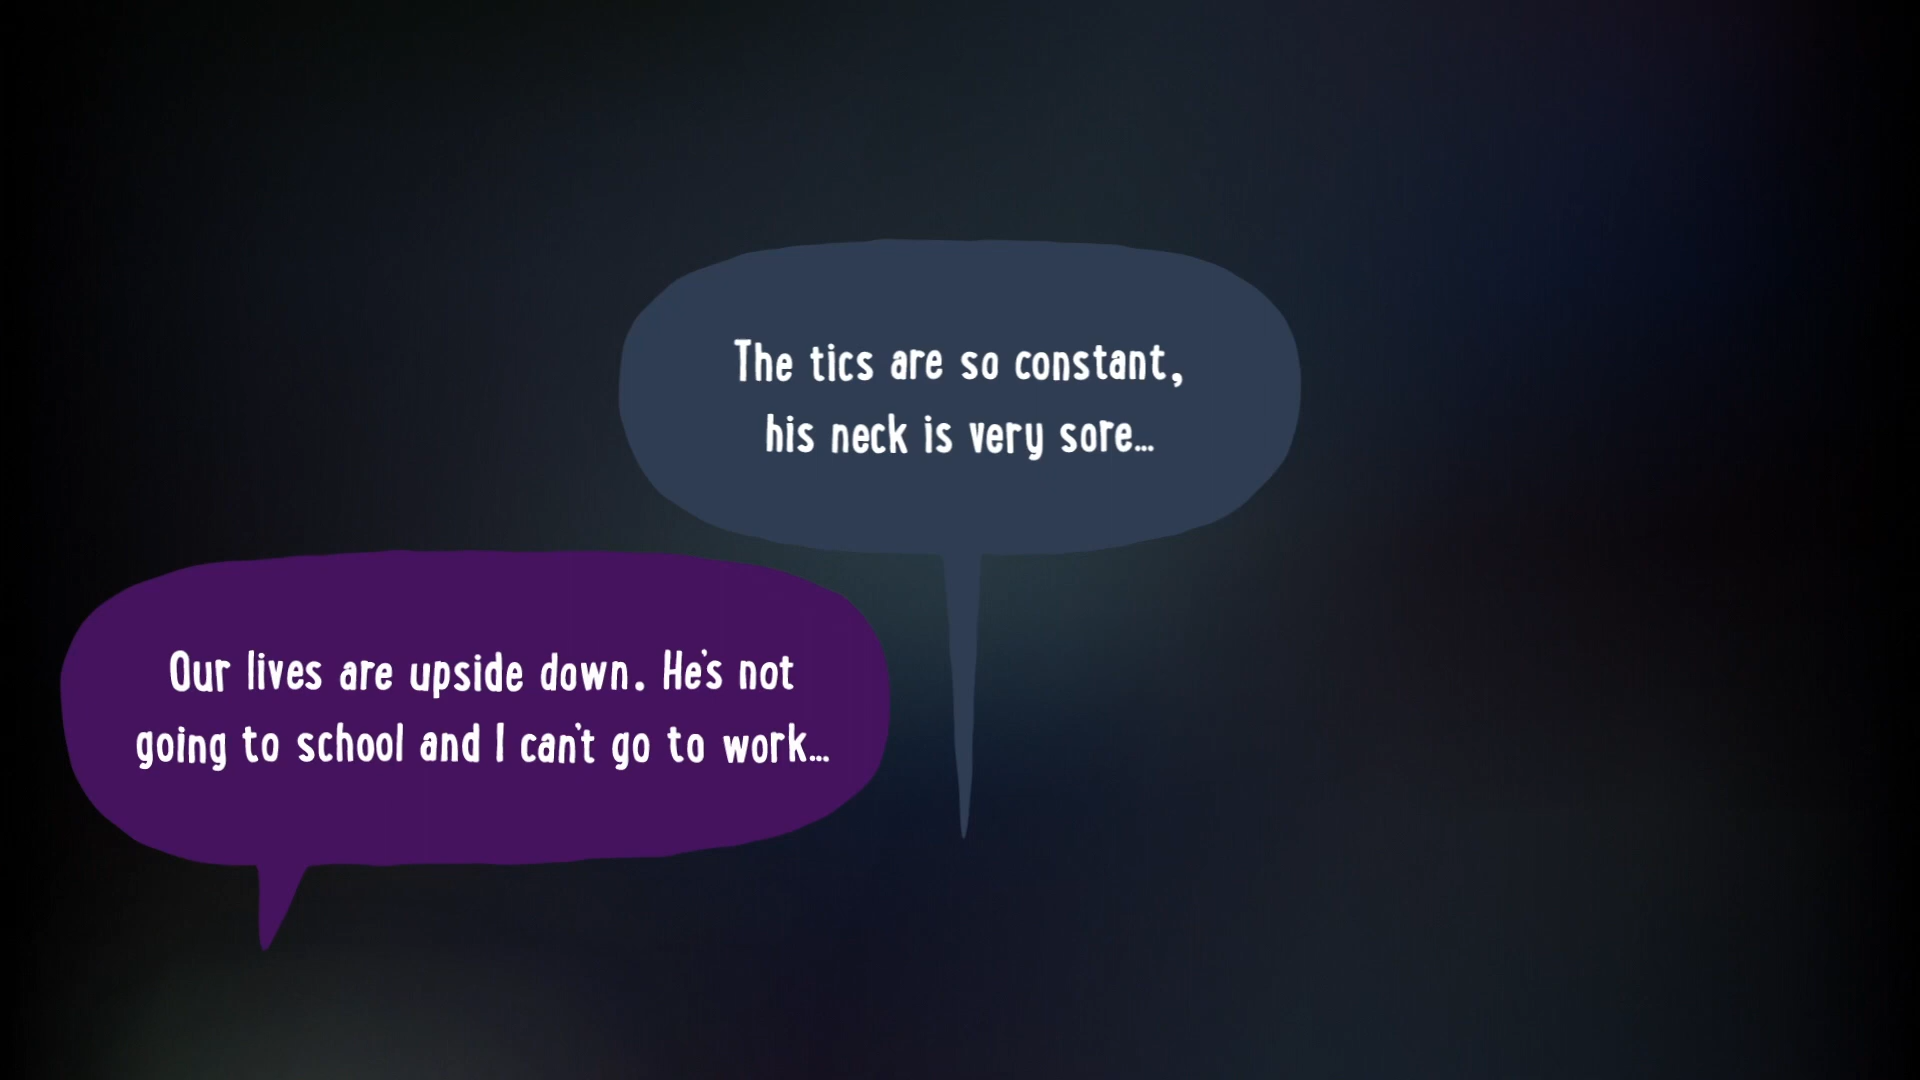 The tics are so constant,
his neck is very sore...
Our lives are upside down. He's not
going to school and I can't go to work...